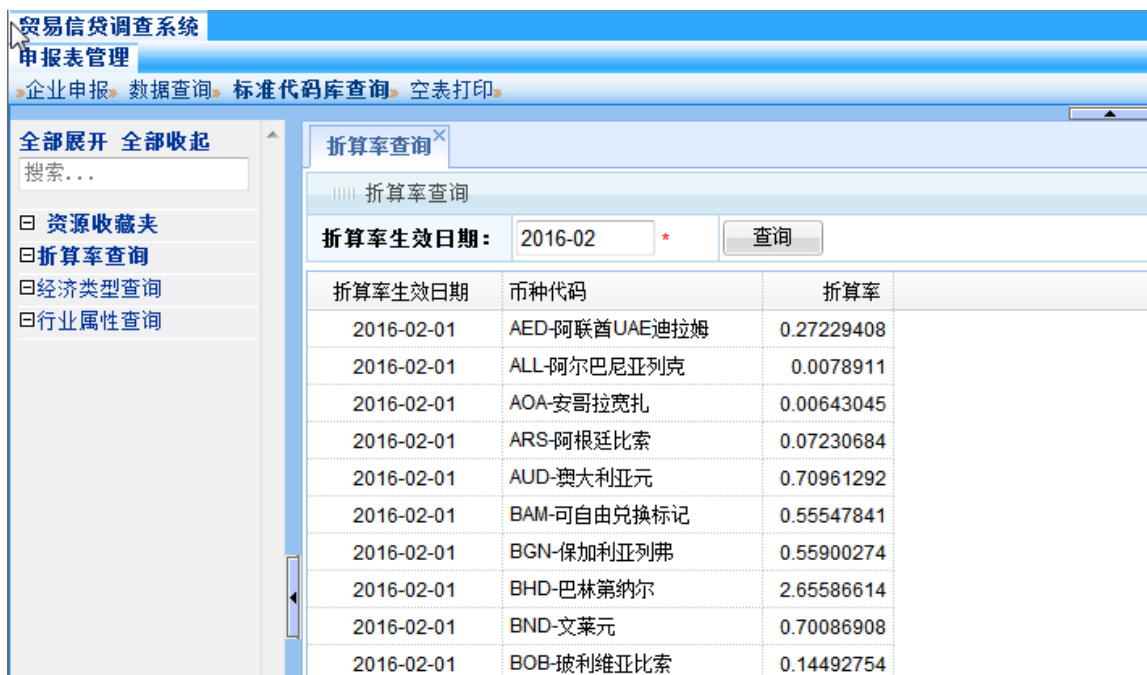 贸易信贷调查系统
申报表管理
»企业申报» 数据查询» 标准代码库查询» 空表打印»
全部展开 全部收起
搜索...
资源收藏夹
折算率查询
经济类型查询
行业属性查询
折算率查询
折算率查询
折算率生效日期： 2016-02 * 查询
折算率生效日期 币种代码 折算率
2016-02-01 AED-阿联酋UAE迪拉姆 0.27229408
2016-02-01 ALL-阿尔巴尼亚列克 0.0078911
2016-02-01 AOA-安哥拉宽扎 0.00643045
2016-02-01 ARS-阿根廷比索 0.07230684
2016-02-01 AUD-澳大利亚元 0.70961292
2016-02-01 BAM-可自由兑换标记 0.55547841
2016-02-01 BGN-保加利亚列弗 0.55900274
2016-02-01 BHD-巴林第纳尔 2.65586614
2016-02-01 BND-文莱元 0.70086908
2016-02-01 BOB-玻利维亚比索 0.14492754